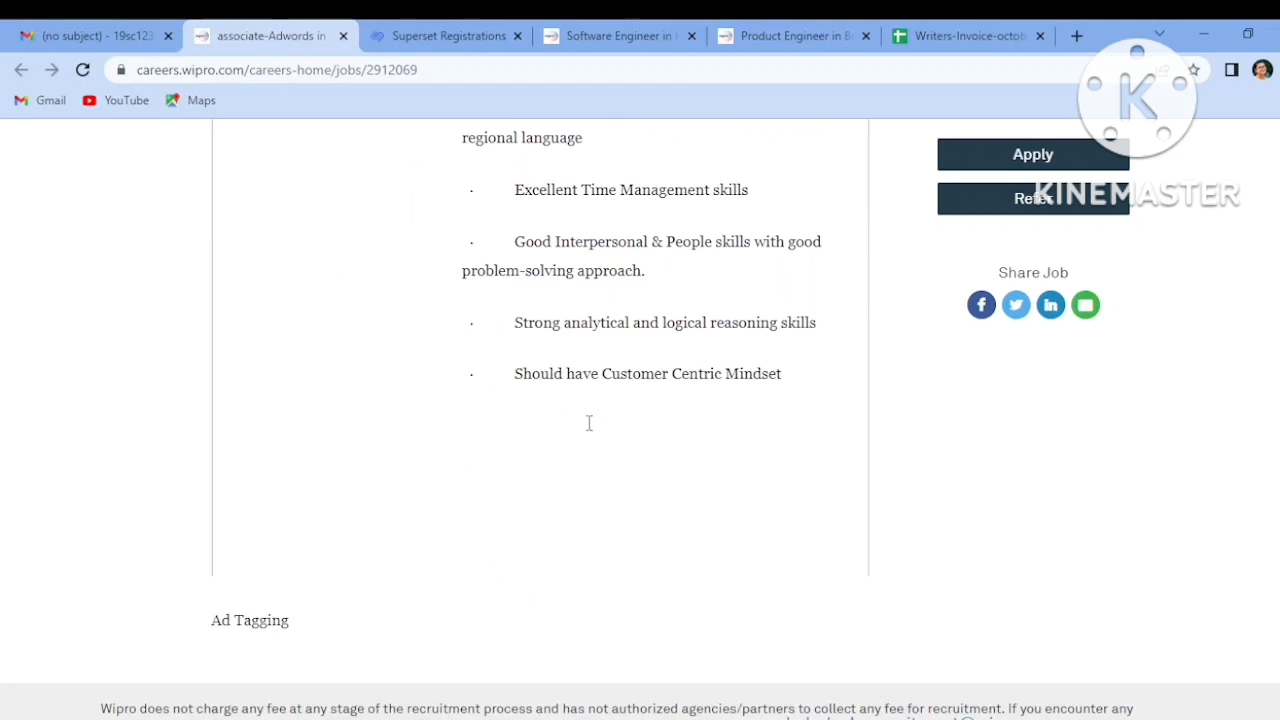 (no subject) - 19sc123
associate-Adwords in
Superset Registrations
Software Engineer in
Product Engineer in B
Writers-Invoice-octob
careers.wipro.com/careers-home/jobs/2912069
Gmail
YouTube
Maps
regional language
· Excellent Time Management skills
· Good Interpersonal & People skills with good
problem-solving approach.
· Strong analytical and logical reasoning skills
· Should have Customer Centric Mindset
Ad Tagging
Apply
Refer
Share Job
K
KINEMASTER
Wipro does not charge any fee at any stage of the recruitment process and has not authorized agencies/partners to collect any fee for recruitment. If you encounter any